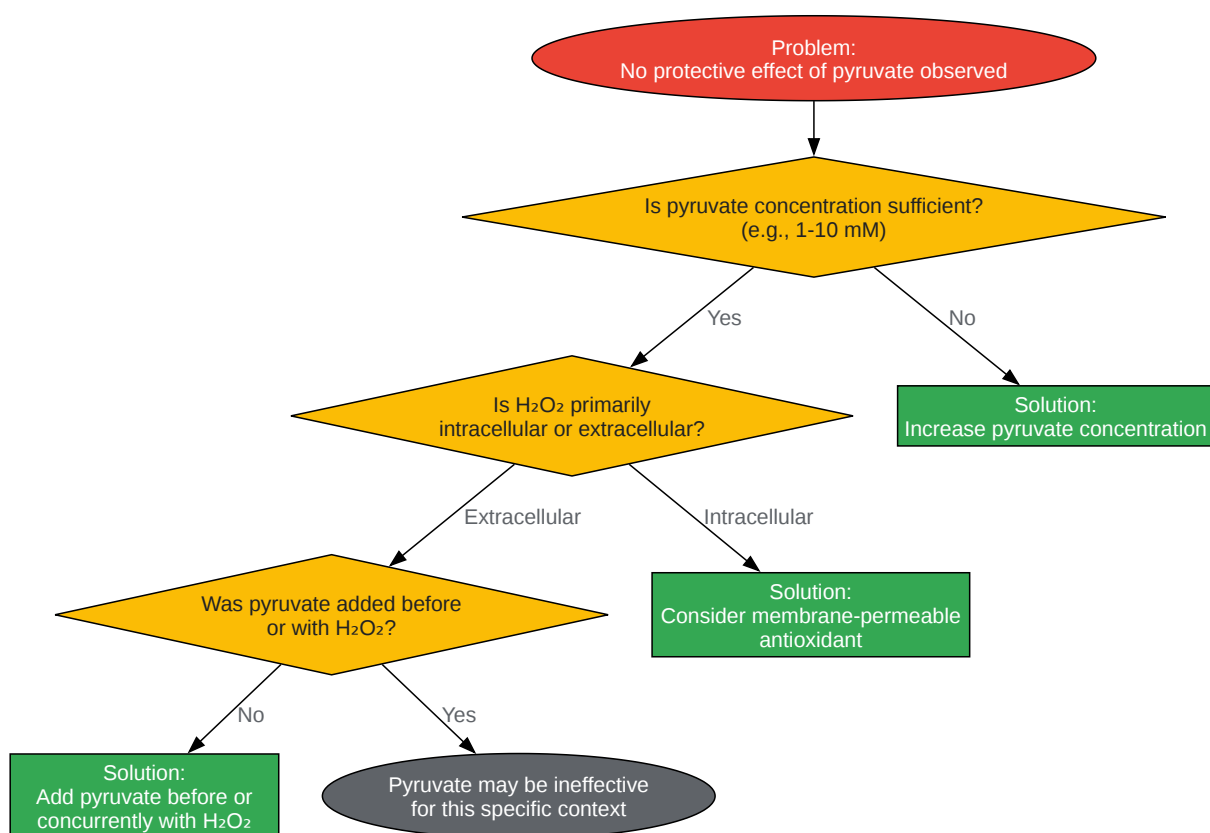 Problem:
No protective effect of pyruvate observed
Is pyruvate concentration sufficient?
(e.g., 1-10 mM)
Yes
No
Is H₂O₂ primarily
intracellular or extracellular?
Solution:
Increase pyruvate concentration
Extracellular
Intracellular
Was pyruvate added before
or with H₂O₂?
Solution:
Consider membrane-permeable
antioxidant
No
Yes
Solution:
Add pyruvate before or
concurrently with H₂O₂
Pyruvate may be ineffective
for this specific context